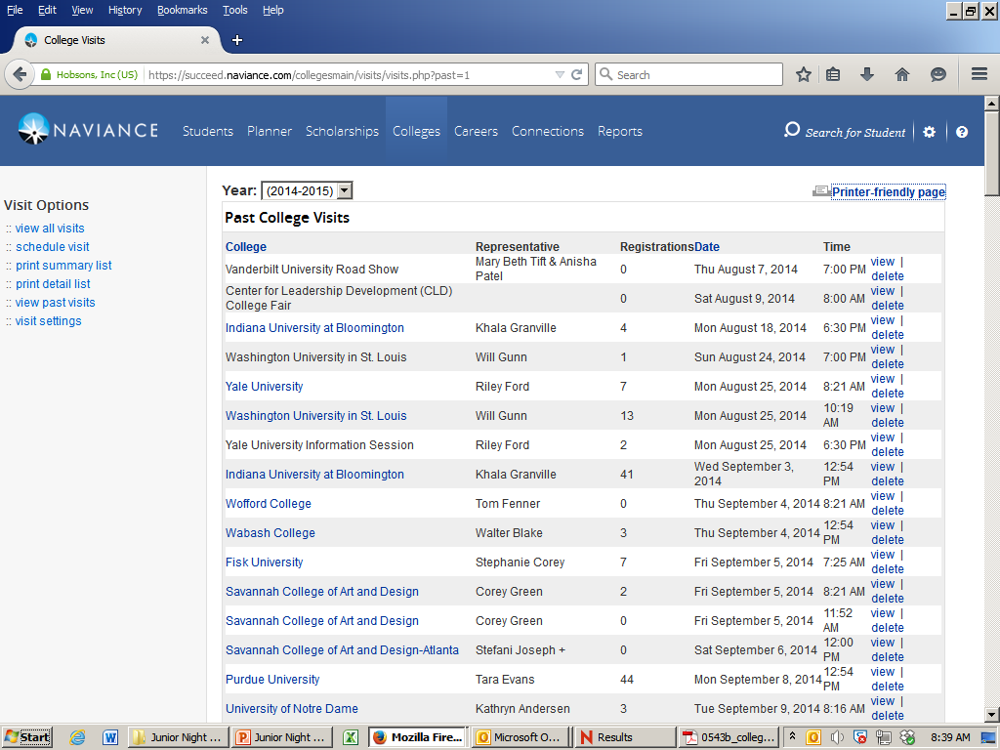 File Edit View History Bookmarks Tools Help
College Visits
Hobsons, Inc (US) https://succeed.naviance.com/collegesmain/visits/visits.php?past=1 Search
NAVIANCE Students Planner Scholarships Colleges Careers Connections Reports Search for Student
Year: (2014-2015) Printer-friendly page
Visit Options
:: view all visits
:: schedule visit
:: print summary list
:: print detail list
:: view past visits
:: visit settings
Past College Visits
College Representative Registrations Date Time
Vanderbilt University Road Show Mary Beth Tift & Anisha Patel 0 Thu August 7, 2014 7:00 PM view | delete
Center for Leadership Development (CLD) College Fair 0 Sat August 9, 2014 8:00 AM view | delete
Indiana University at Bloomington Khala Granville 4 Mon August 18, 2014 6:30 PM view | delete
Washington University in St. Louis Will Gunn 1 Sun August 24, 2014 7:00 PM view | delete
Yale University Riley Ford 7 Mon August 25, 2014 8:21 AM view | delete
Washington University in St. Louis Will Gunn 13 Mon August 25, 2014 10:19 AM view | delete
Yale University Information Session Riley Ford 2 Mon August 25, 2014 6:30 PM view | delete
Indiana University at Bloomington Khala Granville 41 Wed September 3, 2014 12:54 PM view | delete
Wofford College Tom Fenner 0 Thu September 4, 2014 8:21 AM view | delete
Wabash College Walter Blake 3 Thu September 4, 2014 12:54 PM view | delete
Fisk University Stephanie Corey 7 Fri September 5, 2014 7:25 AM view | delete
Savannah College of Art and Design Corey Green 2 Fri September 5, 2014 8:21 AM view | delete
Savannah College of Art and Design Corey Green 0 Fri September 5, 2014 11:52 AM view | delete
Savannah College of Art and Design-Atlanta Stefani Joseph + 0 Sat September 6, 2014 12:00 PM view | delete
Purdue University Tara Evans 44 Mon September 8, 2014 12:54 PM view | delete
University of Notre Dame Kathryn Andersen 3 Tue September 9, 2014 8:16 AM view | delete
Start Junior Night ... Junior Night ... Mozilla Fire... Microsoft O... Results 0543b_colleg... 8:39 AM